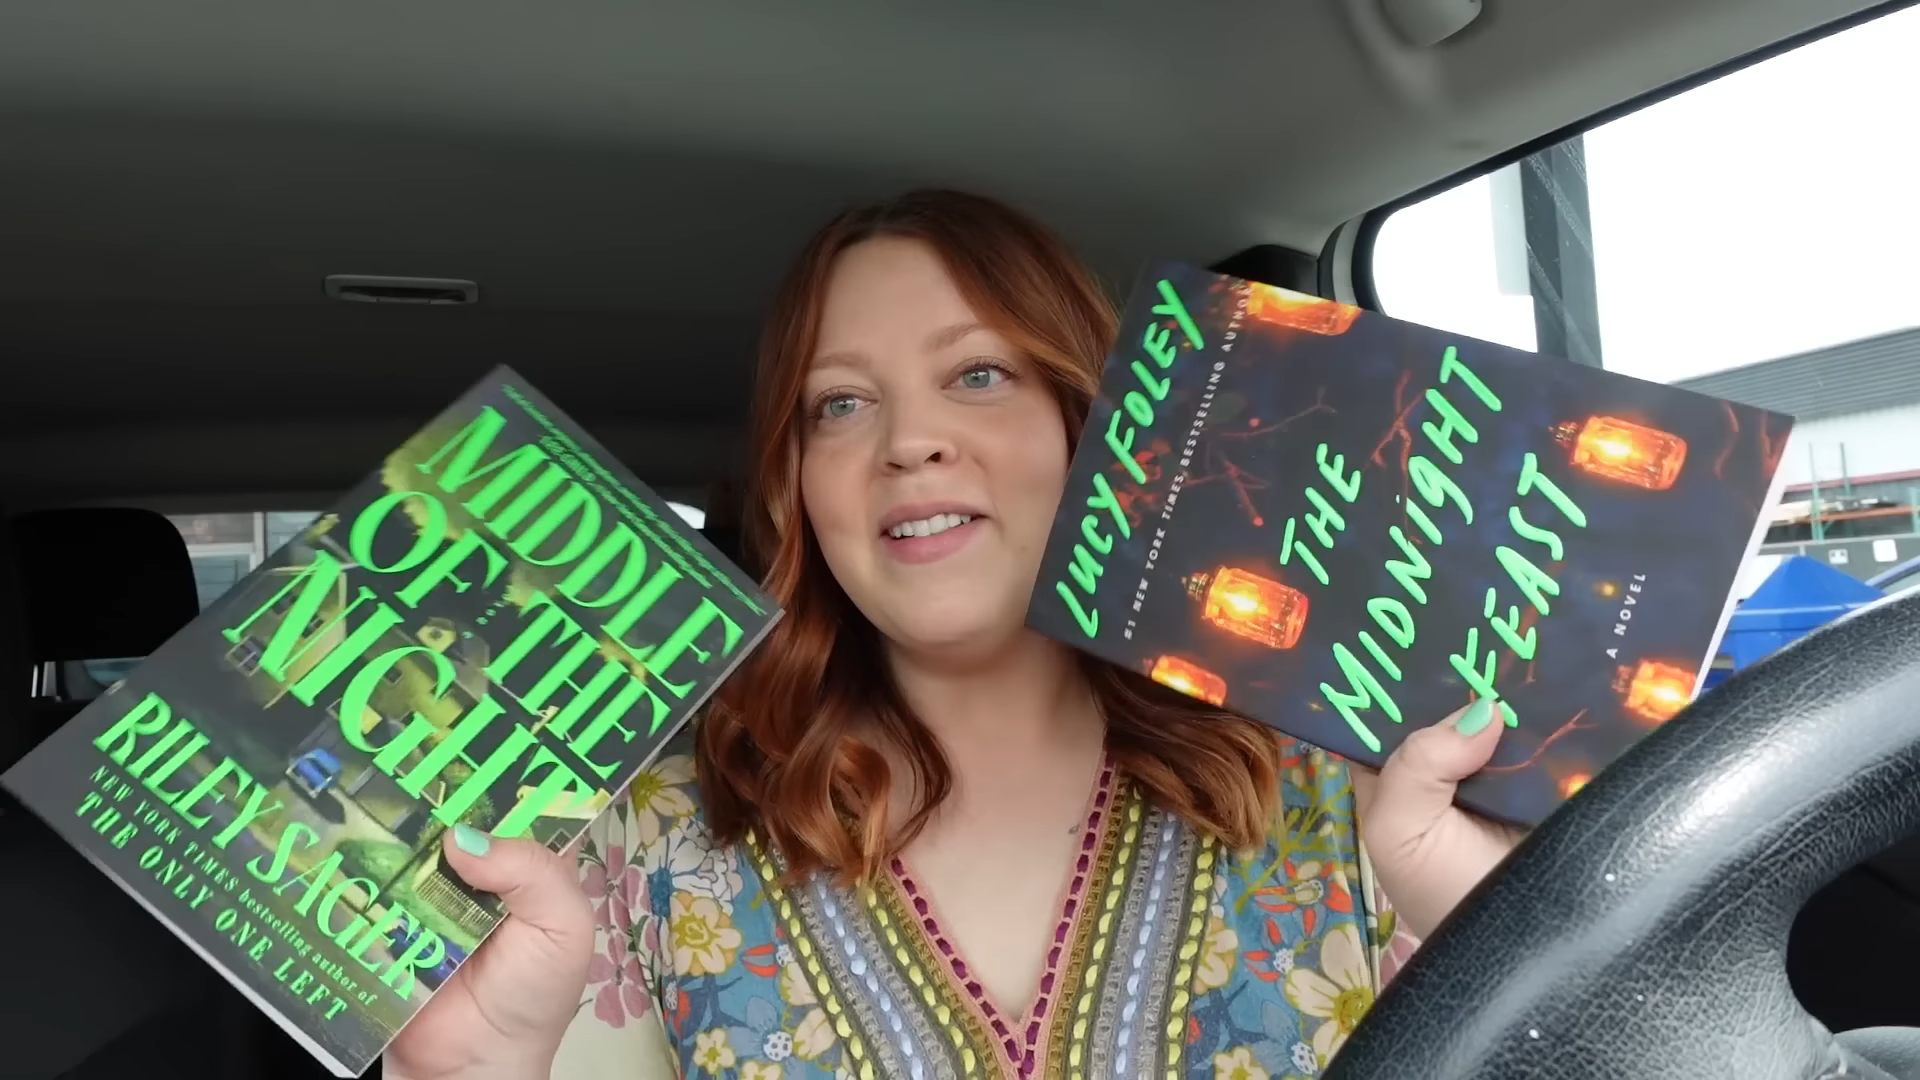 MIDDLE
OF THE
NIGHT
RILEY SAGER
NEW YORK TIMES bestselling author of
THE ONLY ONE LEFT
LUCY FOLEY
#1 NEW YORK TIMES BESTSELLING AUTHOR
THE
MIDNIGHT
FEAST
A NOVEL